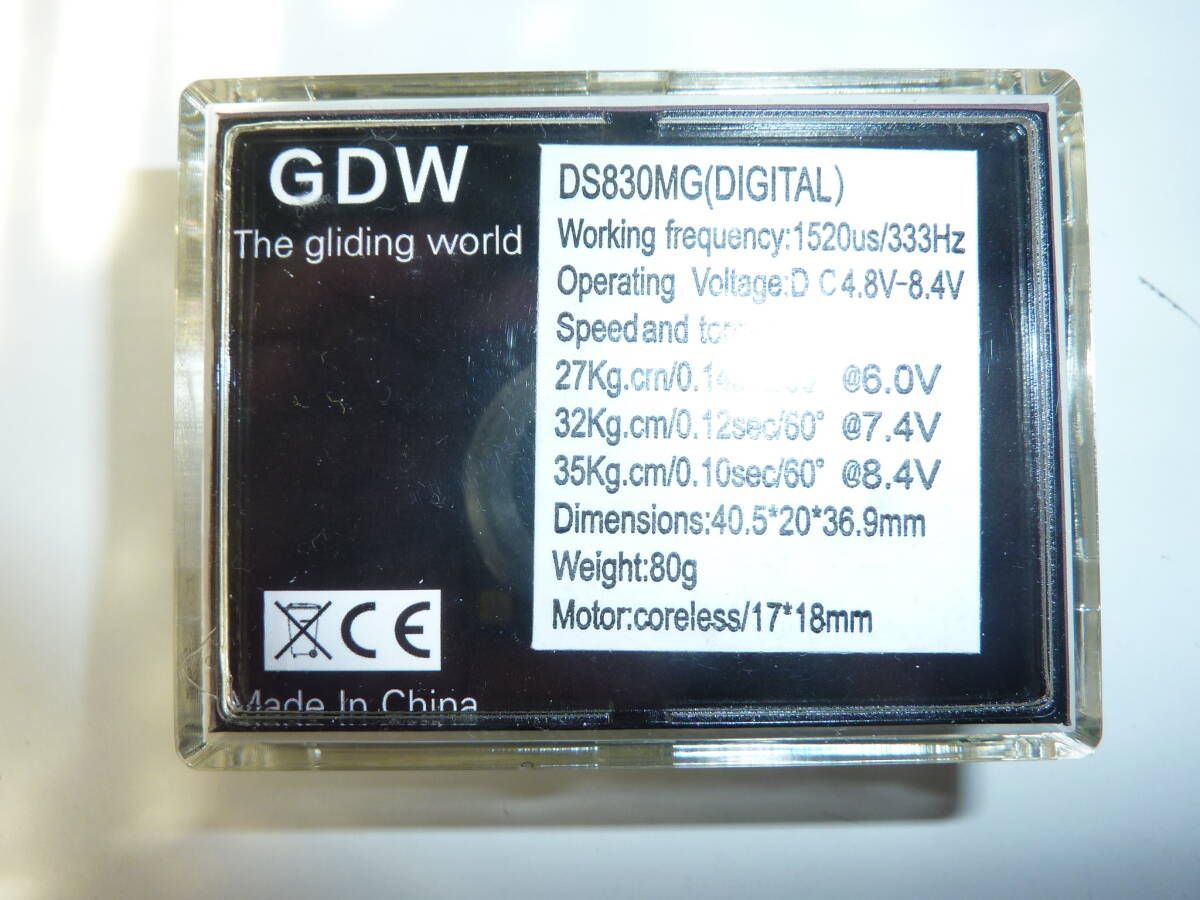 GDW
The gliding world
DS830MG(DIGITAL)
Working frequency:1520us/333Hz
Operating Voltage:D C4.8V-8.4V
Speedand
27Kg.cm/ @6.0V
32Kg.cm/0.12sec/60° @7.4V
35Kg.cm/0.10sec/60° @8.4V
Dimensions:40.5*20*36.9mm
Weight:80g
Motor:coreless/17*18mm
CE
Made In China